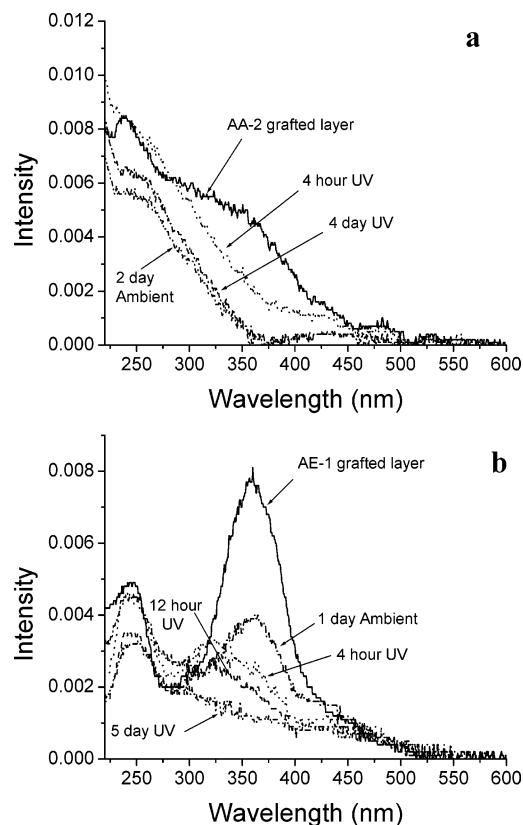 a
0.012
0.010
0.008
0.006
0.004
0.002
0.000
Intensity
AA-2 grafted layer
4 hour UV
4 day UV
2 day
Ambient
250 300 350 400 450 500 550 600
Wavelength (nm)
b
0.008
0.006
0.004
0.002
0.000
Intensity
AE-1 grafted layer
12 hour
UV
1 day Ambient
4 hour UV
5 day UV
250 300 350 400 450 500 550 600
Wavelength (nm)